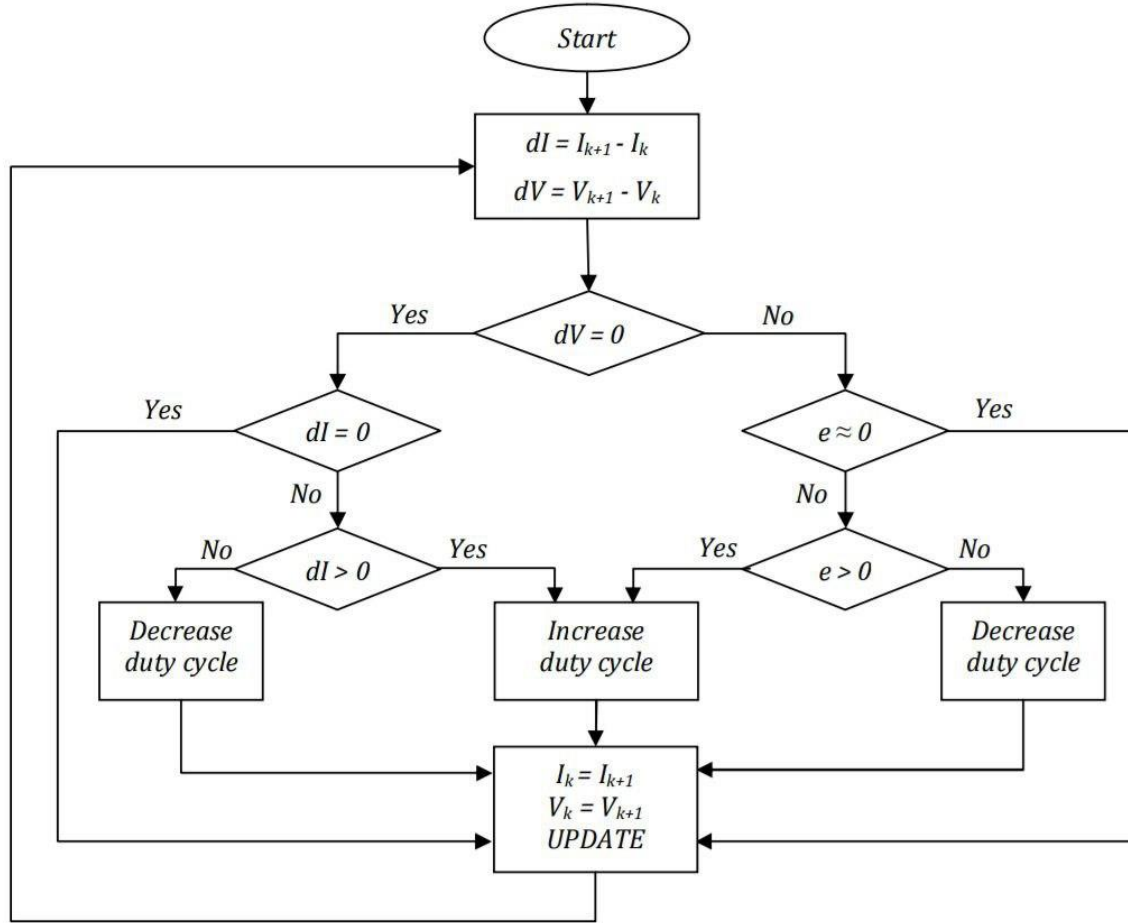 Start
dI = Iₖ₊₁ - Iₖ
dV = Vₖ₊₁ - Vₖ
Yes
dV = 0
No
Yes
dI = 0
e ≈ 0
Yes
No
No
No
dI > 0
Yes
Yes
e > 0
No
Decrease
duty cycle
Increase
duty cycle
Decrease
duty cycle
Iₖ = Iₖ₊₁
Vₖ = Vₖ₊₁
UPDATE